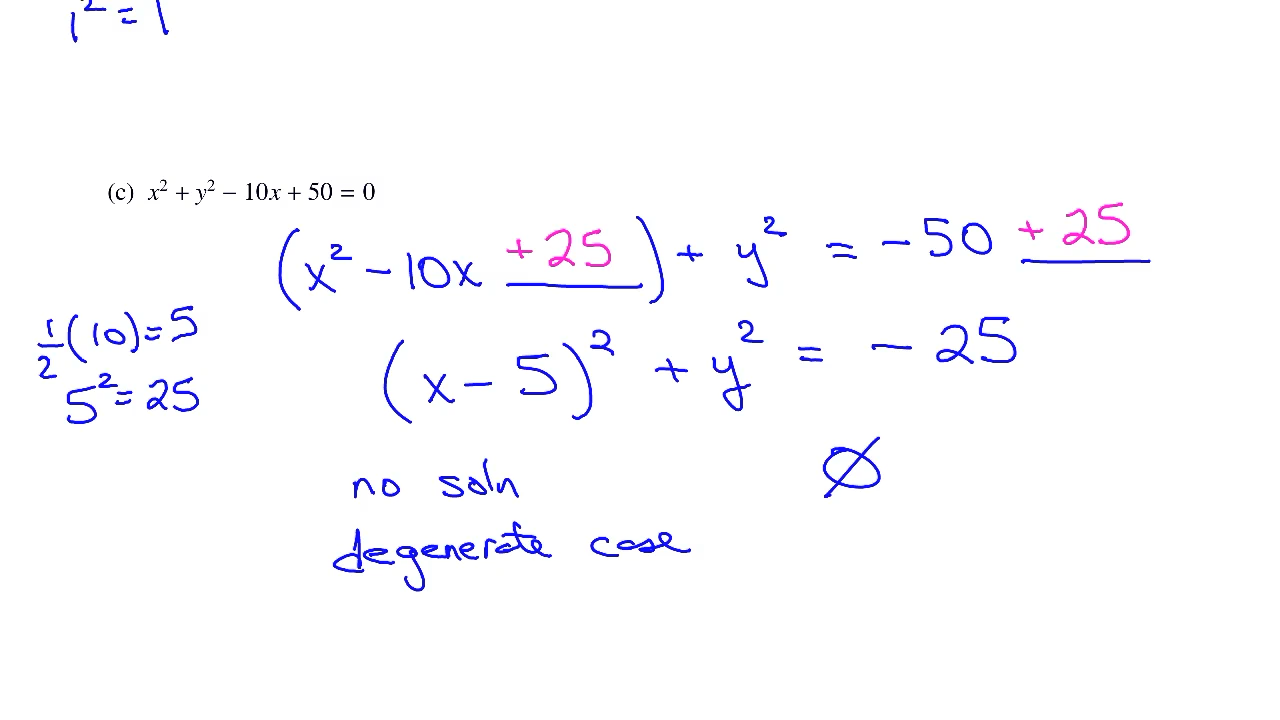 1² = 1
(c) x² + y² − 10x + 50 = 0
(x² − 10x + 25) + y² = −50 + 25
½(10) = 5
(x − 5)² + y² = −25
5² = 25
no soln ∅
degenerate case